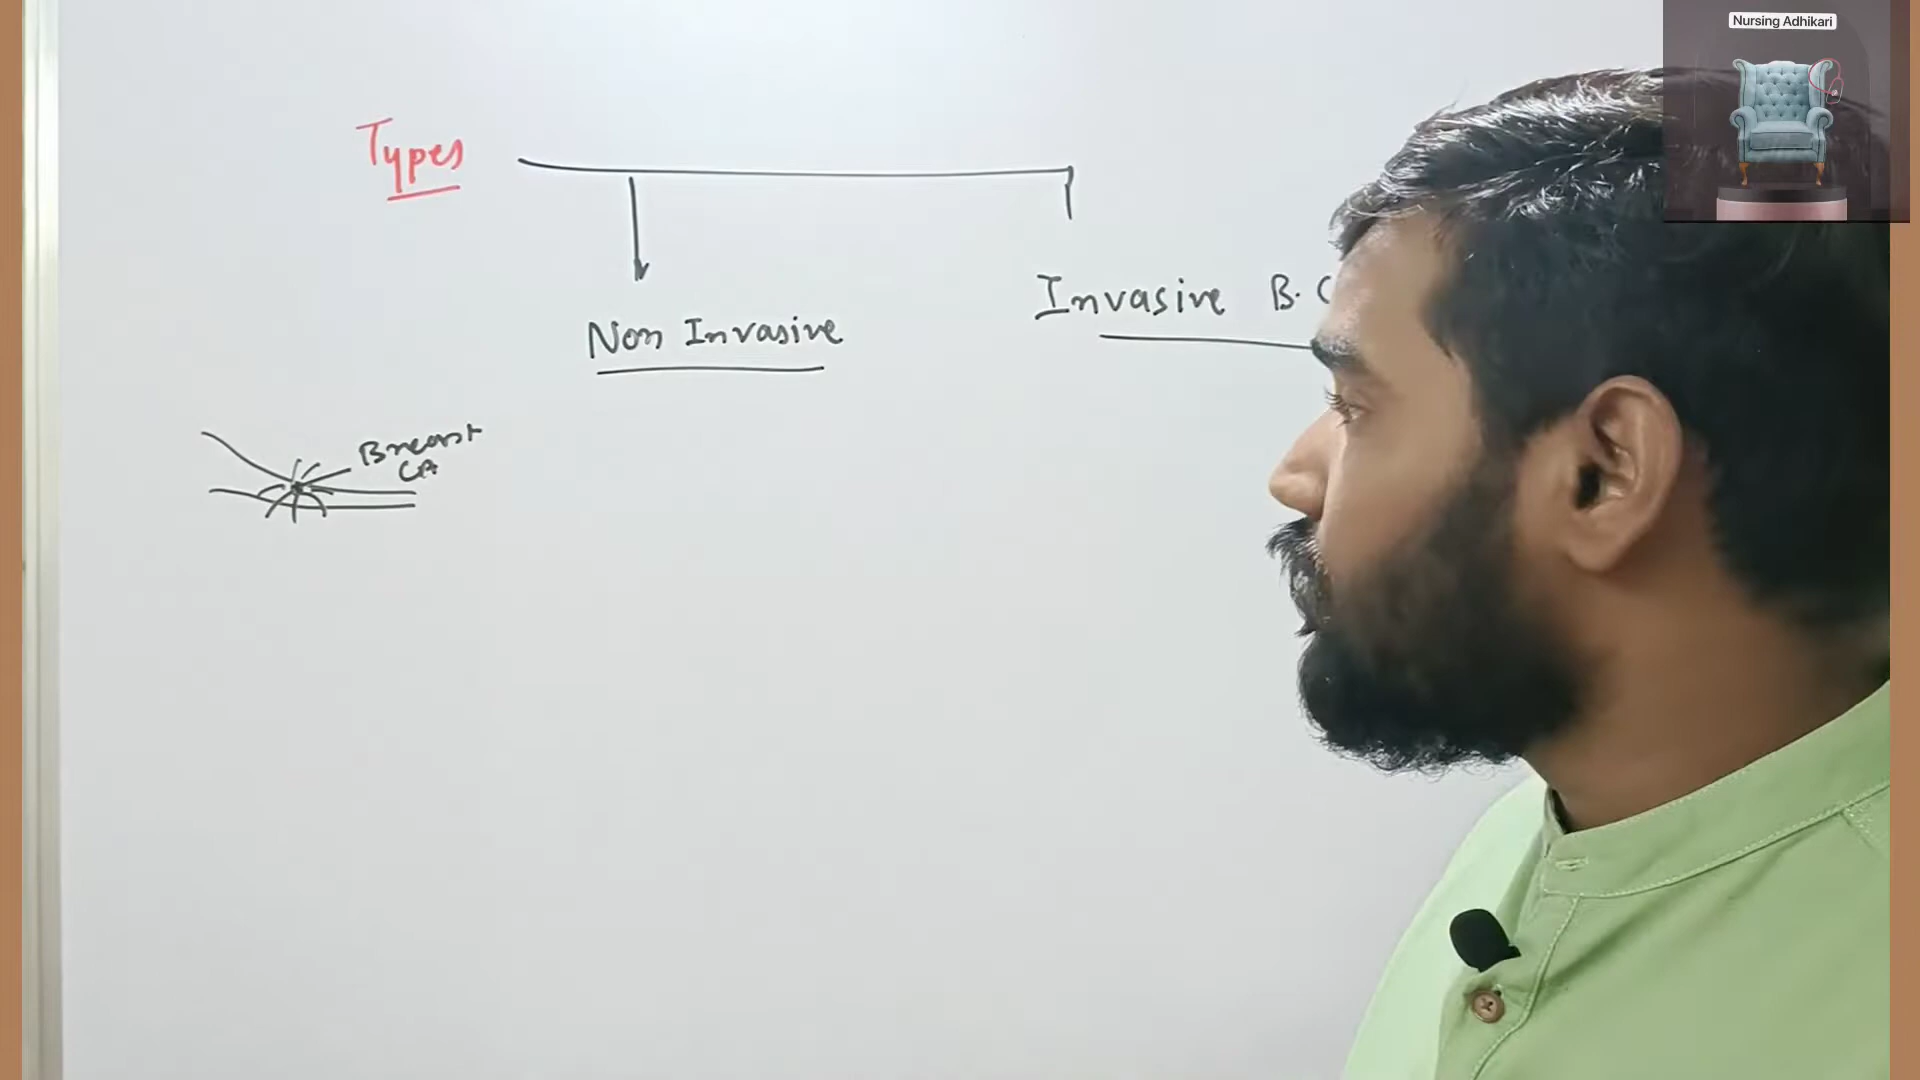 Nursing Adhikari
Types
Non Invasive
Invasive B.C
Breast
CA